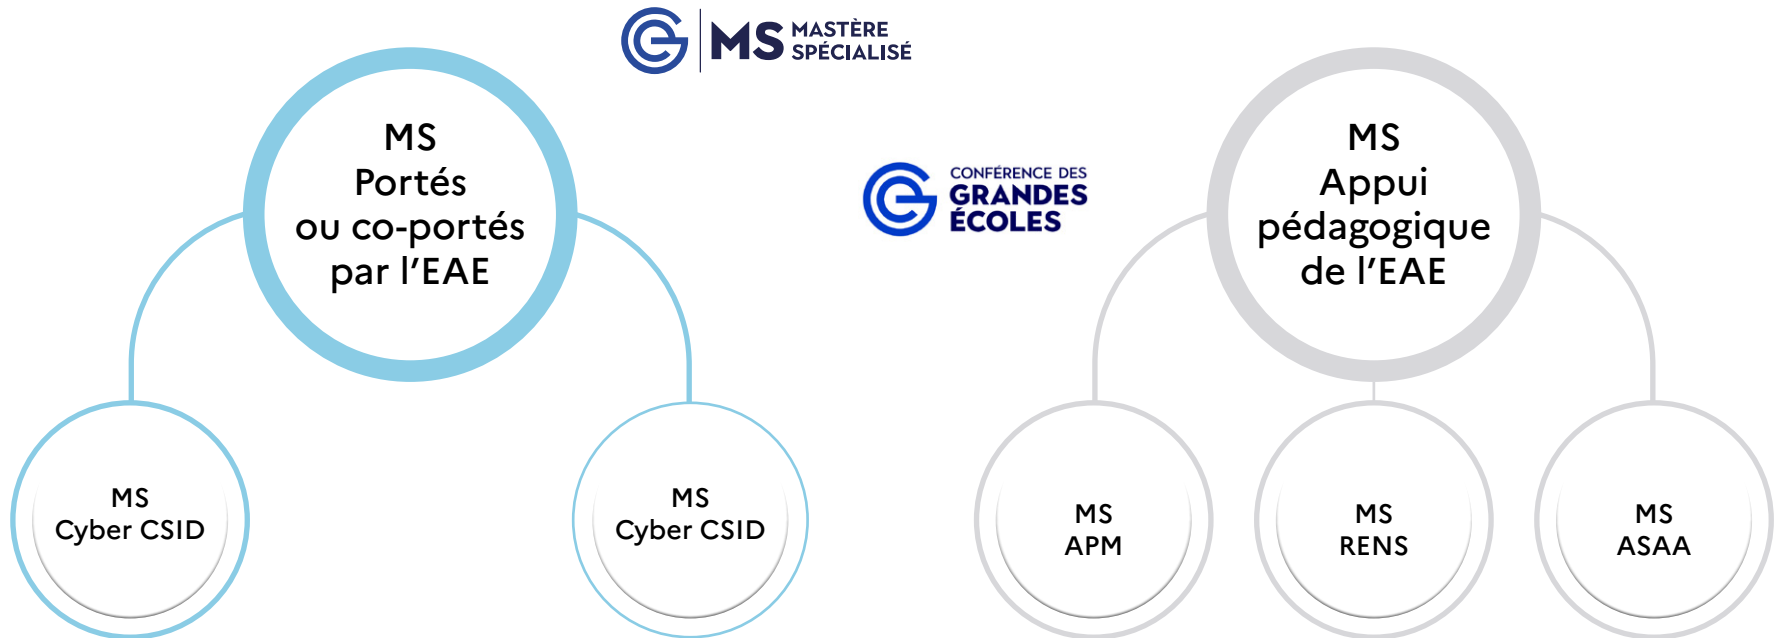 MS MASTÈRE
SPÉCIALISÉ
MS
Portés
ou co-portés
par l'EAE
MS
Cyber CSID
MS
Cyber CSID
CONFÉRENCE DES
GRANDES
ÉCOLES
MS
Appui
pédagogique
de l'EAE
MS
APM
MS
RENS
MS
ASAA